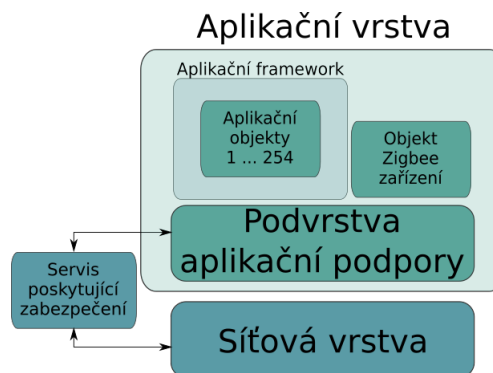 Aplikační vrstva
Aplikační framework
Aplikační
objekty
1 ... 254
Objekt
Zigbee
zařízení
Podvrstva
aplikační podpory
Servis
poskytující
zabezpečení
Síťová vrstva